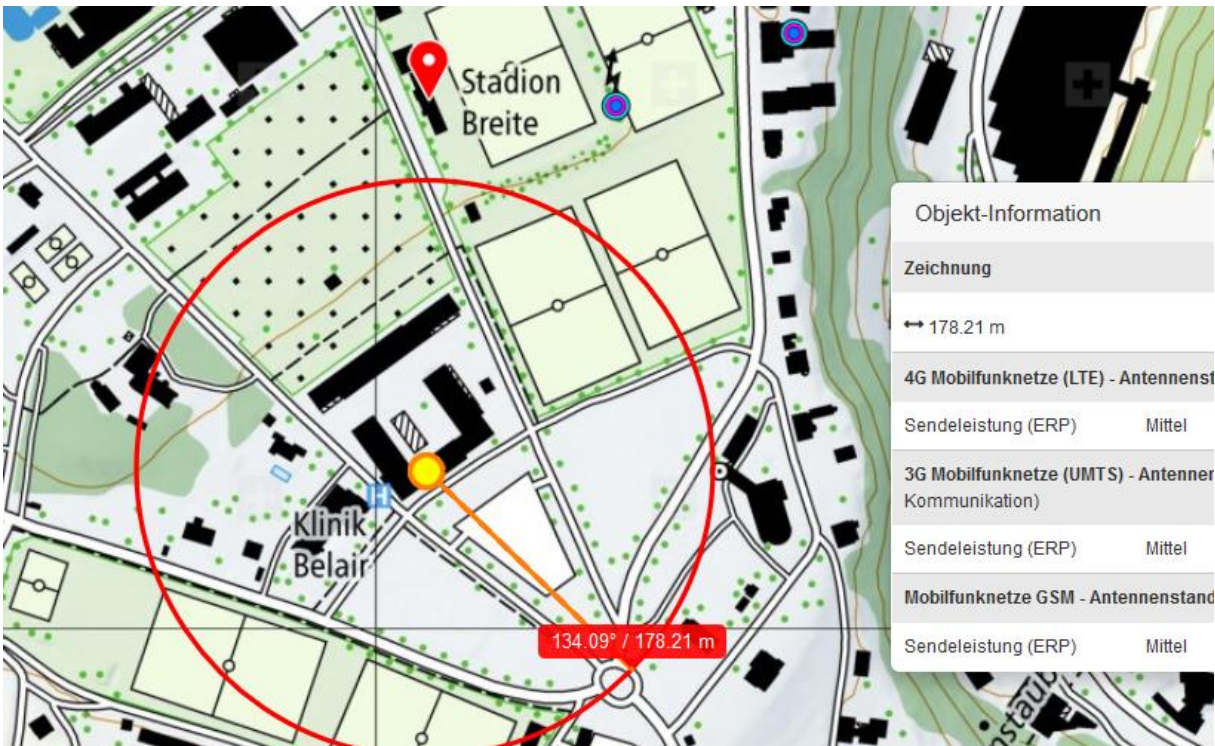 Stadion
Breite
Klinik
Belair
H
134.09° / 178.21 m
Objekt-Information
Zeichnung
↔ 178.21 m
4G Mobilfunknetze (LTE) - Antennenst
Sendeleistung (ERP) Mittel
3G Mobilfunknetze (UMTS) - Antenner
Kommunikation)
Sendeleistung (ERP) Mittel
Mobilfunknetze GSM - Antennenstand
Sendeleistung (ERP) Mittel